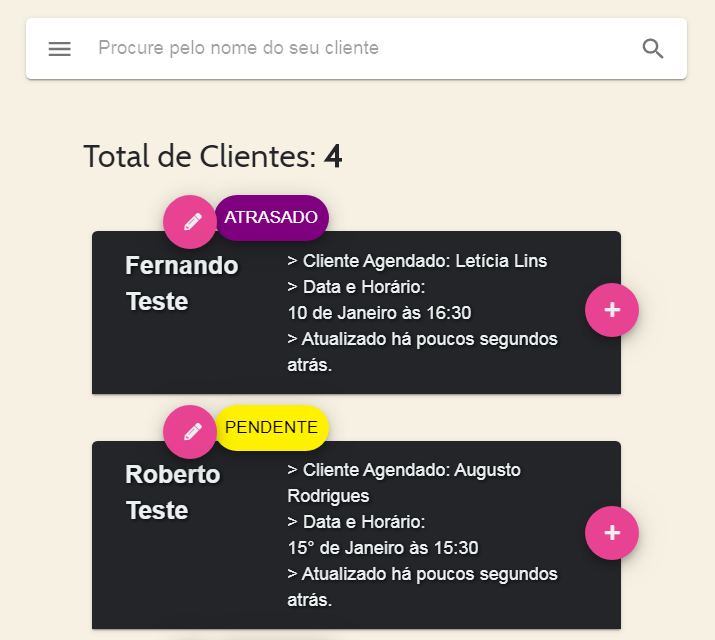 Procure pelo nome do seu cliente
Total de Clientes: 4
ATRASADO
Fernando
Teste
> Cliente Agendado: Letícia Lins
> Data e Horário:
10 de Janeiro às 16:30
> Atualizado há poucos segundos
atrás.
+
PENDENTE
Roberto
Teste
> Cliente Agendado: Augusto
Rodrigues
> Data e Horário:
15° de Janeiro às 15:30
> Atualizado há poucos segundos
atrás.
+